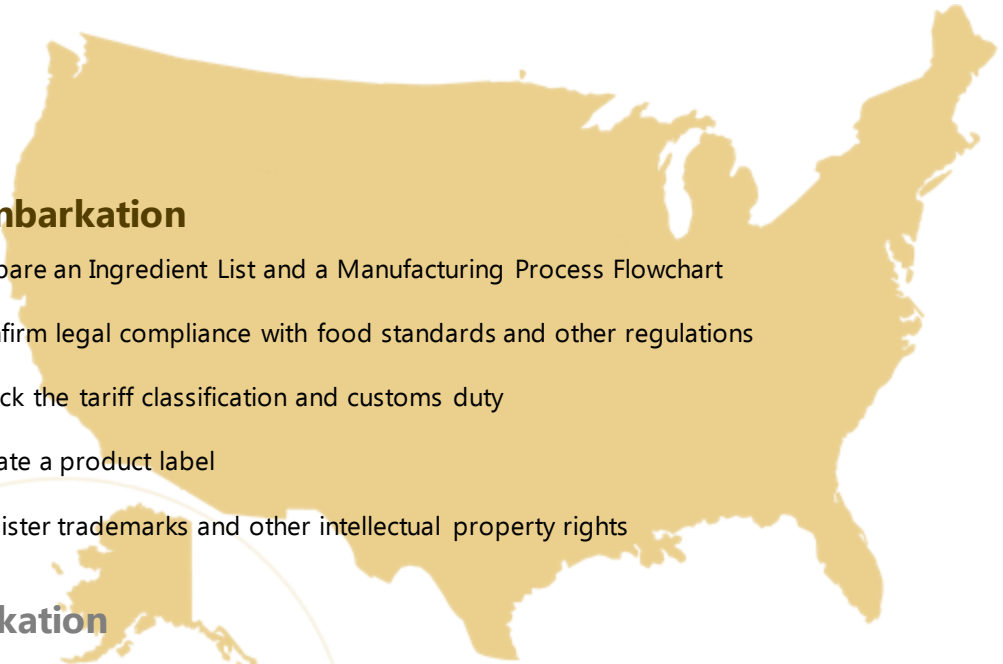 nbarkation
pare an Ingredient List and a Manufacturing Process Flowchart
nfirm legal compliance with food standards and other regulations
ck the tariff classification and customs duty
ate a product label
ister trademarks and other intellectual property rights
kation